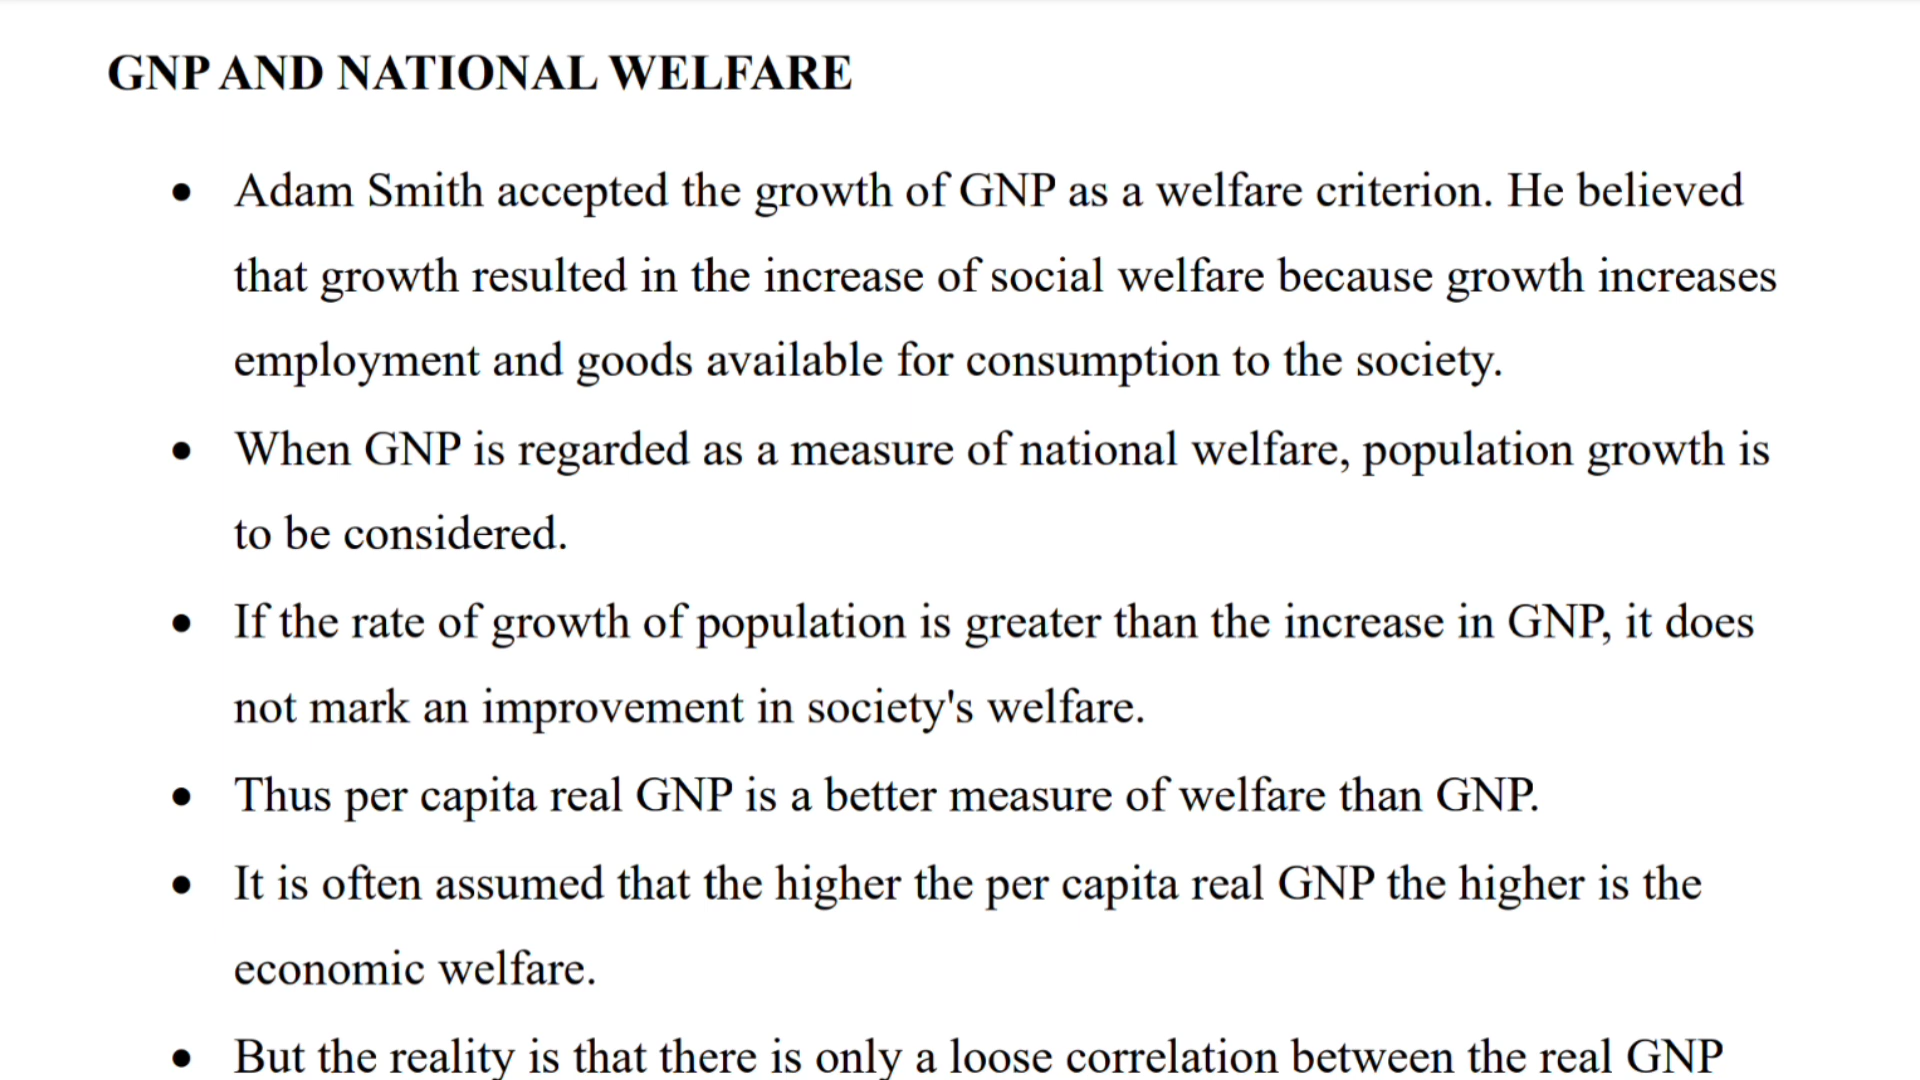 GNP AND NATIONAL WELFARE
• Adam Smith accepted the growth of GNP as a welfare criterion. He believed
that growth resulted in the increase of social welfare because growth increases
employment and goods available for consumption to the society.
• When GNP is regarded as a measure of national welfare, population growth is
to be considered.
• If the rate of growth of population is greater than the increase in GNP, it does
not mark an improvement in society's welfare.
• Thus per capita real GNP is a better measure of welfare than GNP.
• It is often assumed that the higher the per capita real GNP the higher is the
economic welfare.
• But the reality is that there is only a loose correlation between the real GNP